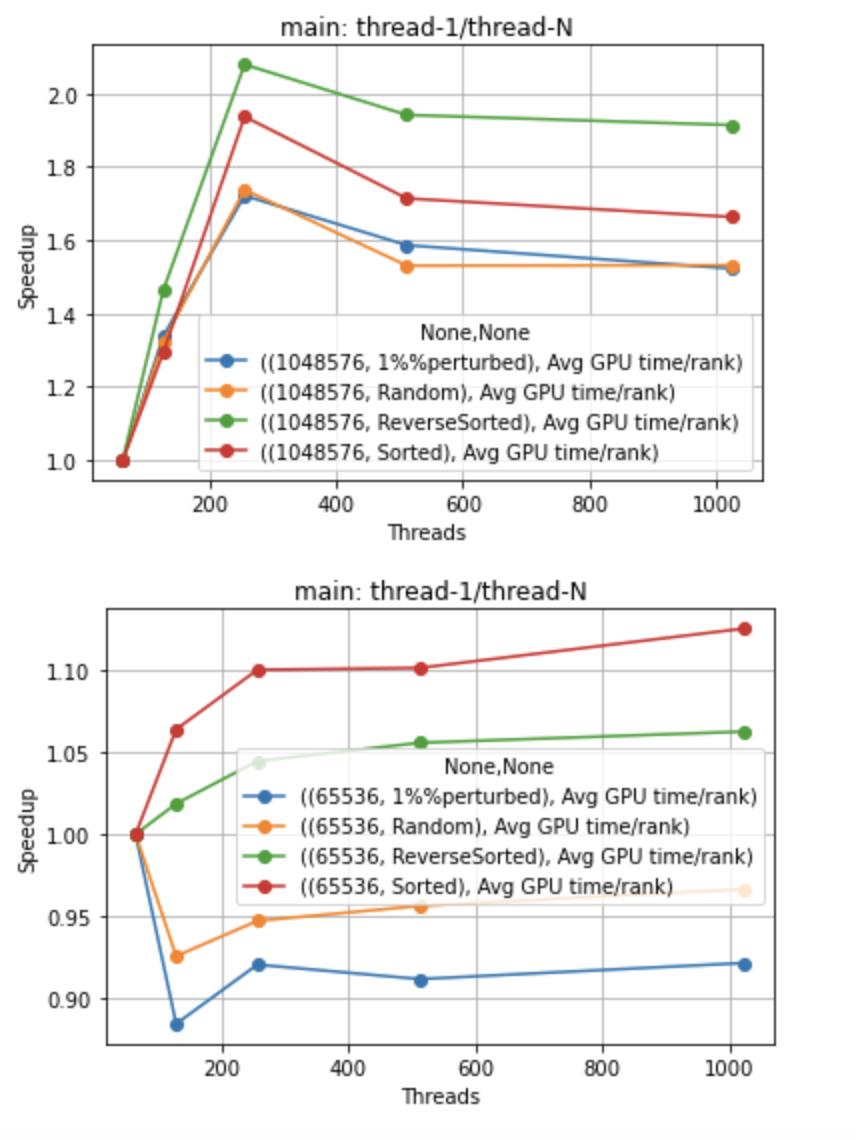 main: thread-1/thread-N
2.0
1.8
1.6
1.4
1.2
1.0
Speedup
None,None
((1048576, 1%%perturbed), Avg GPU time/rank)
((1048576, Random), Avg GPU time/rank)
((1048576, ReverseSorted), Avg GPU time/rank)
((1048576, Sorted), Avg GPU time/rank)
200 400 600 800 1000
Threads
main: thread-1/thread-N
1.10
1.05
1.00
0.95
0.90
Speedup
None,None
((65536, 1%%perturbed), Avg GPU time/rank)
((65536, Random), Avg GPU time/rank)
((65536, ReverseSorted), Avg GPU time/rank)
((65536, Sorted), Avg GPU time/rank)
200 400 600 800 1000
Threads